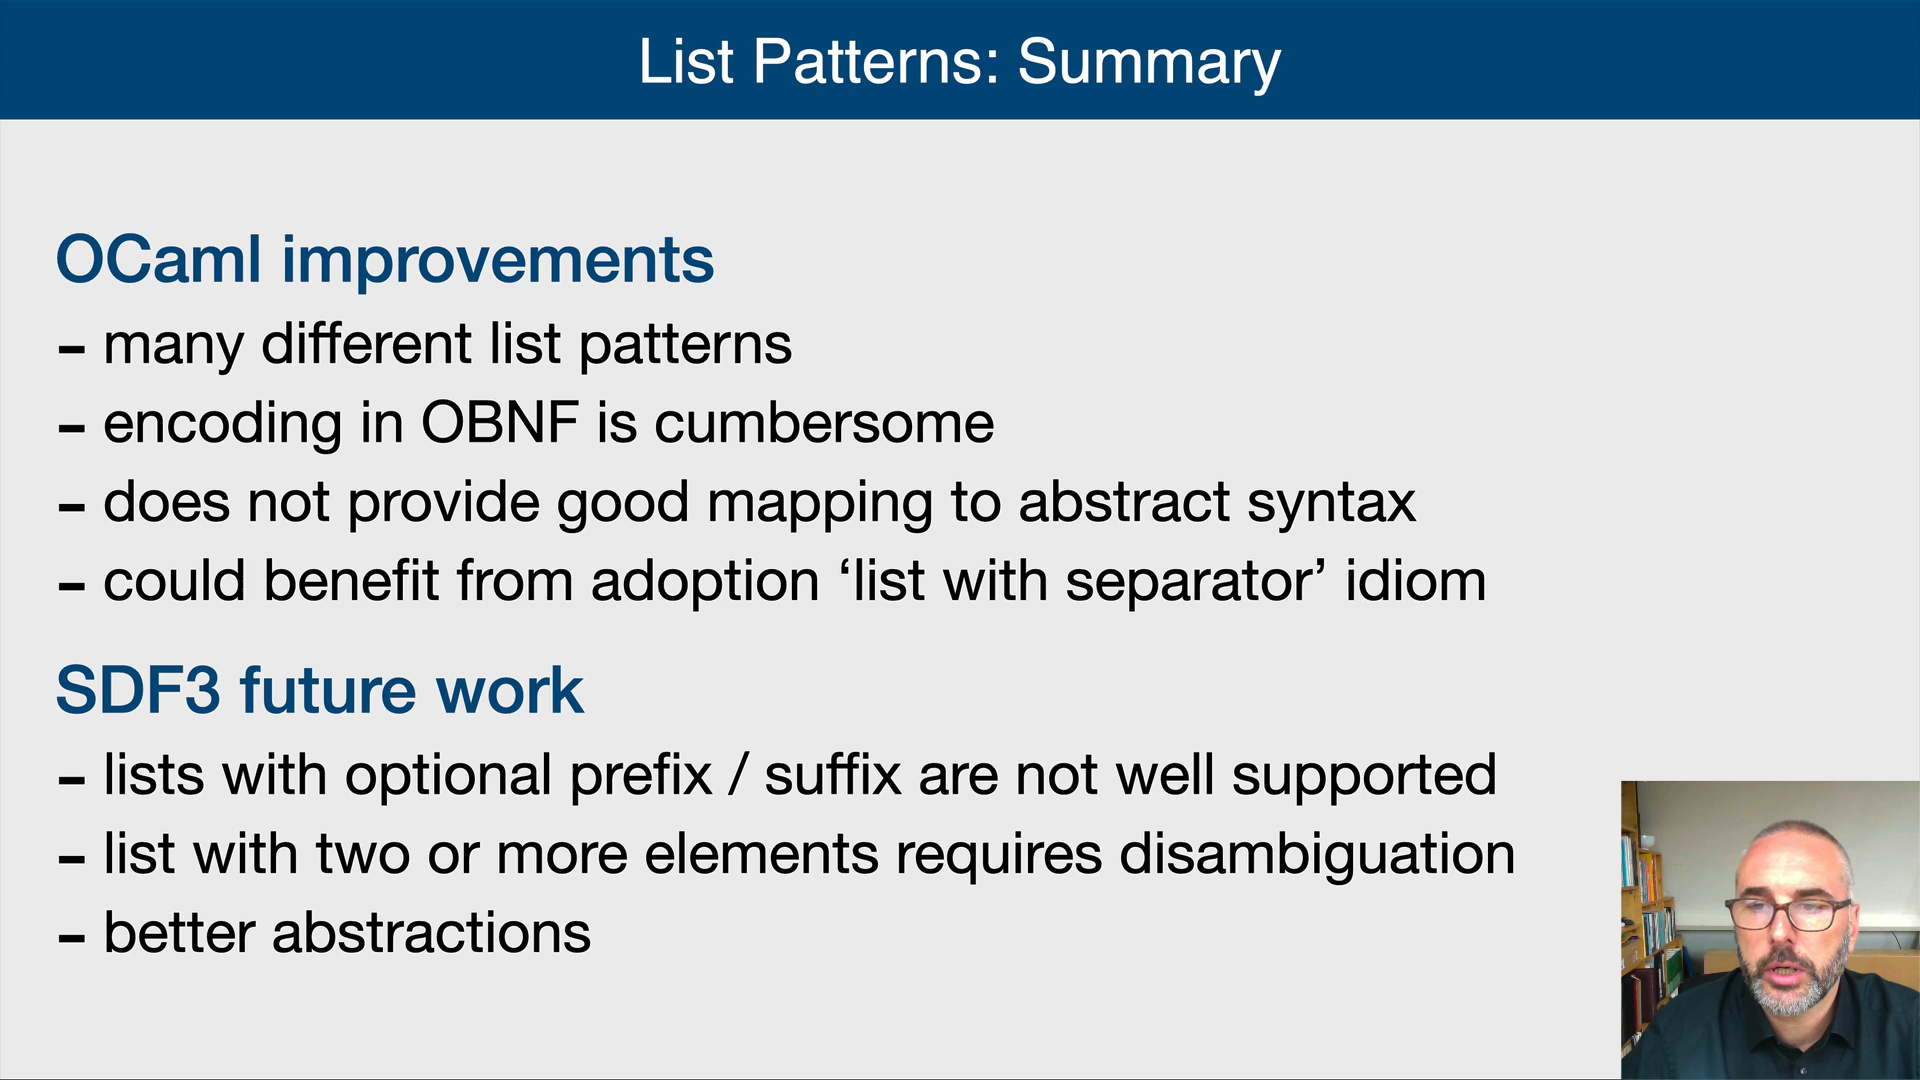 List Patterns: Summary
OCaml improvements
- many different list patterns
- encoding in OBNF is cumbersome
- does not provide good mapping to abstract syntax
- could benefit from adoption ‘list with separator’ idiom
SDF3 future work
- lists with optional prefix / suffix are not well supported
- list with two or more elements requires disambiguation
- better abstractions